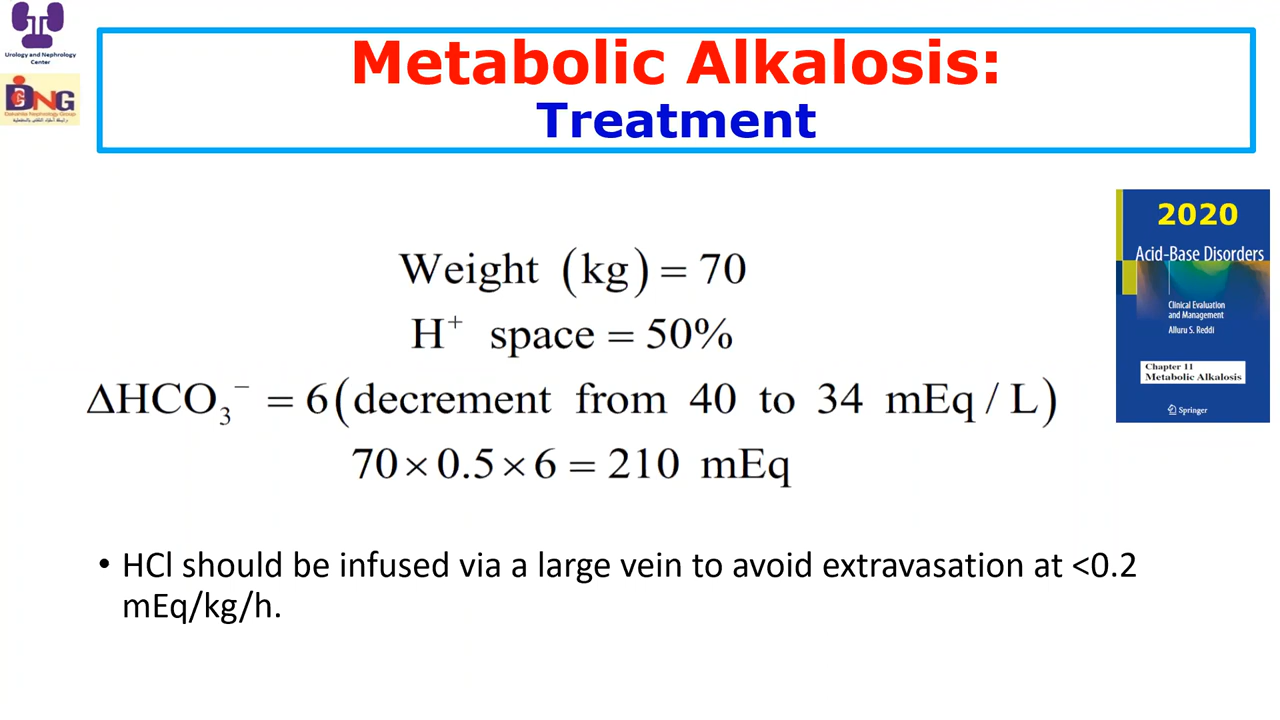 Urology and Nephrology
Center
DNG
Dakahlia Nephrology Group
Metabolic Alkalosis:
Treatment
2020
Acid-Base Disorders
Clinical Evaluation
and Management
Alluru S. Reddi
Chapter 11
Metabolic Alkalosis
Springer
Weight (kg) = 70
H⁺ space = 50%
ΔHCO₃⁻ = 6(decrement from 40 to 34 mEq / L)
70 × 0.5 × 6 = 210 mEq
• HCl should be infused via a large vein to avoid extravasation at <0.2
mEq/kg/h.